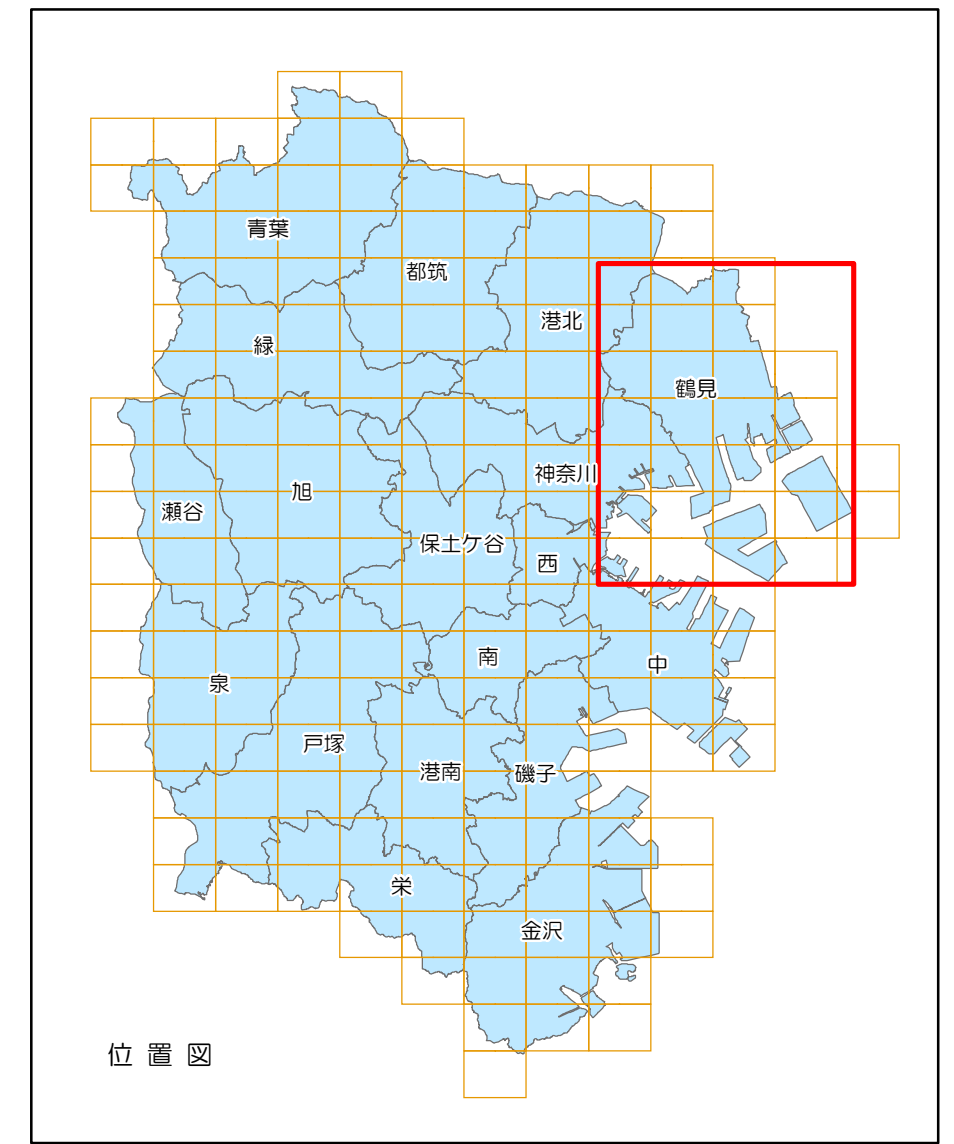 青葉
都筑
港北
緑
鶴見
神奈川
旭
瀬谷
保土ケ谷
西
南
中
泉
戸塚
港南
磯子
栄
金沢
位置図